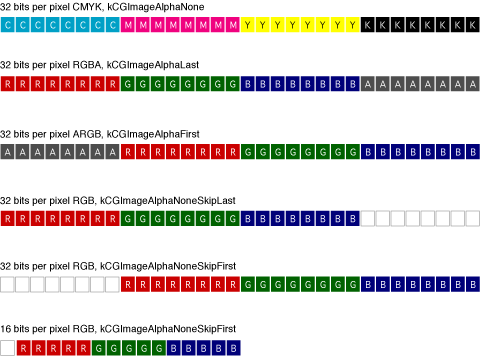 32 bits per pixel CMYK, kCGImageAlphaNone
C C C C C C C C M M M M M M M M Y Y Y Y Y Y Y Y K K K K K K K K
32 bits per pixel RGBA, kCGImageAlphaLast
R R R R R R R R G G G G G G G G B B B B B B B B A A A A A A A A
32 bits per pixel ARGB, kCGImageAlphaFirst
A A A A A A A A R R R R R R R R G G G G G G G G B B B B B B B B
32 bits per pixel RGB, kCGImageAlphaNoneSkipLast
R R R R R R R R G G G G G G G G B B B B B B B B
32 bits per pixel RGB, kCGImageAlphaNoneSkipFirst
R R R R R R R R G G G G G G G G B B B B B B B B
16 bits per pixel RGB, kCGImageAlphaNoneSkipFirst
R R R R R G G G G G B B B B B